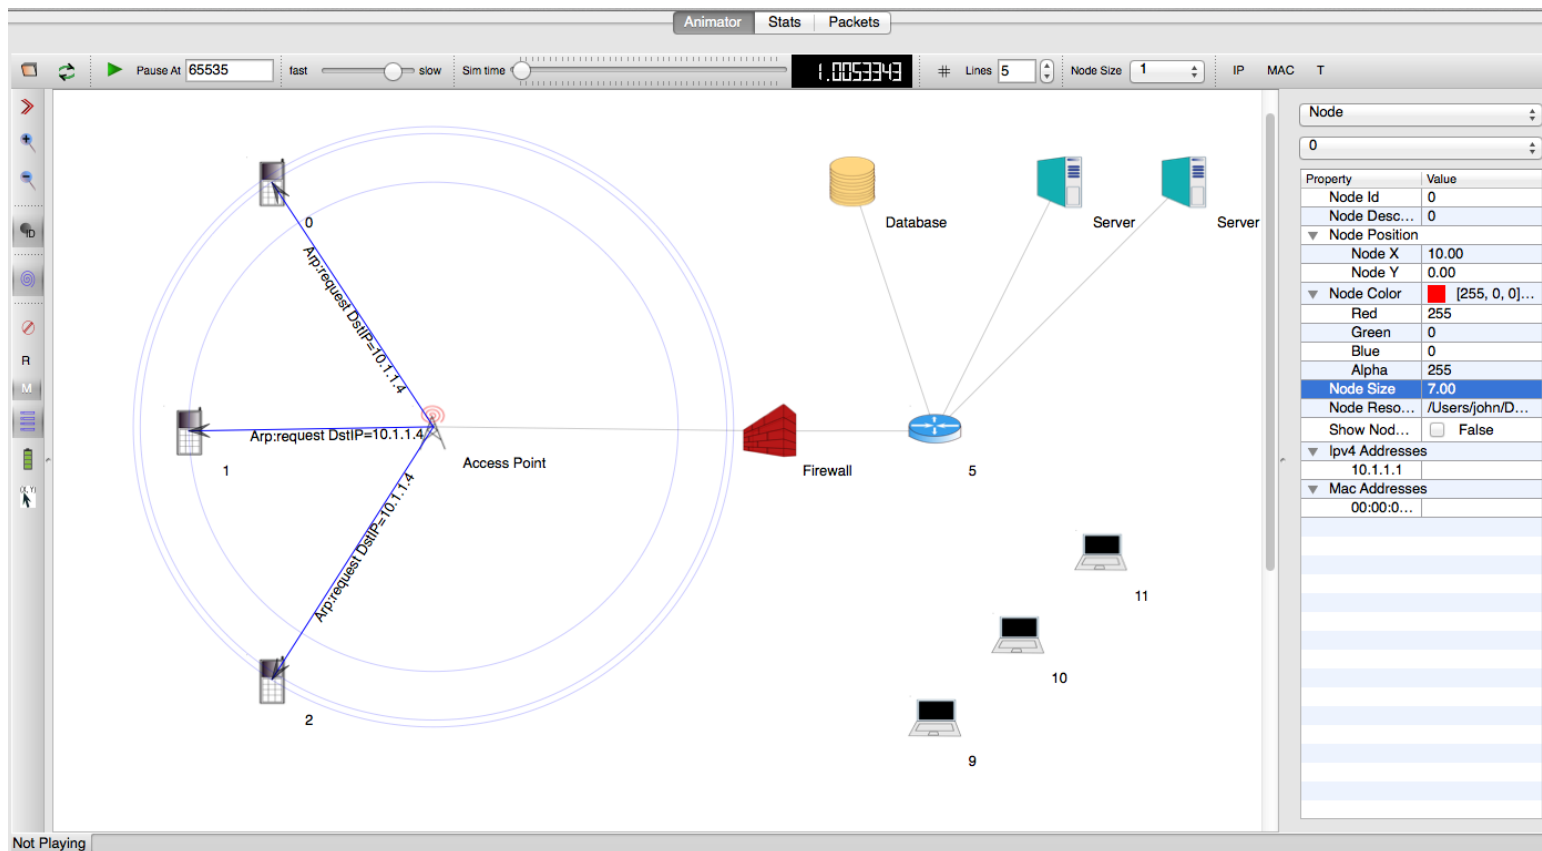 Animator Stats Packets
Pause At 65535 fast slow Sim time 1.0053343 Lines 5 Node Size 1 IP MAC T
ID
R
M
(X, Y)
0
Arp:request DstIP=10.1.1.4
1
Arp:request DstIP=10.1.1.4
Arp:request DstIP=10.1.1.4
2
Access Point
Firewall
5
Database
Server
Server
11
10
9
Node
0
Property Value
Node Id 0
Node Desc... 0
Node Position
Node X 10.00
Node Y 0.00
Node Color [255, 0, 0]...
Red 255
Green 0
Blue 0
Alpha 255
Node Size 7.00
Node Reso... /Users/john/D...
Show Nod... False
Ipv4 Addresses
10.1.1.1
Mac Addresses
00:00:0...
Not Playing